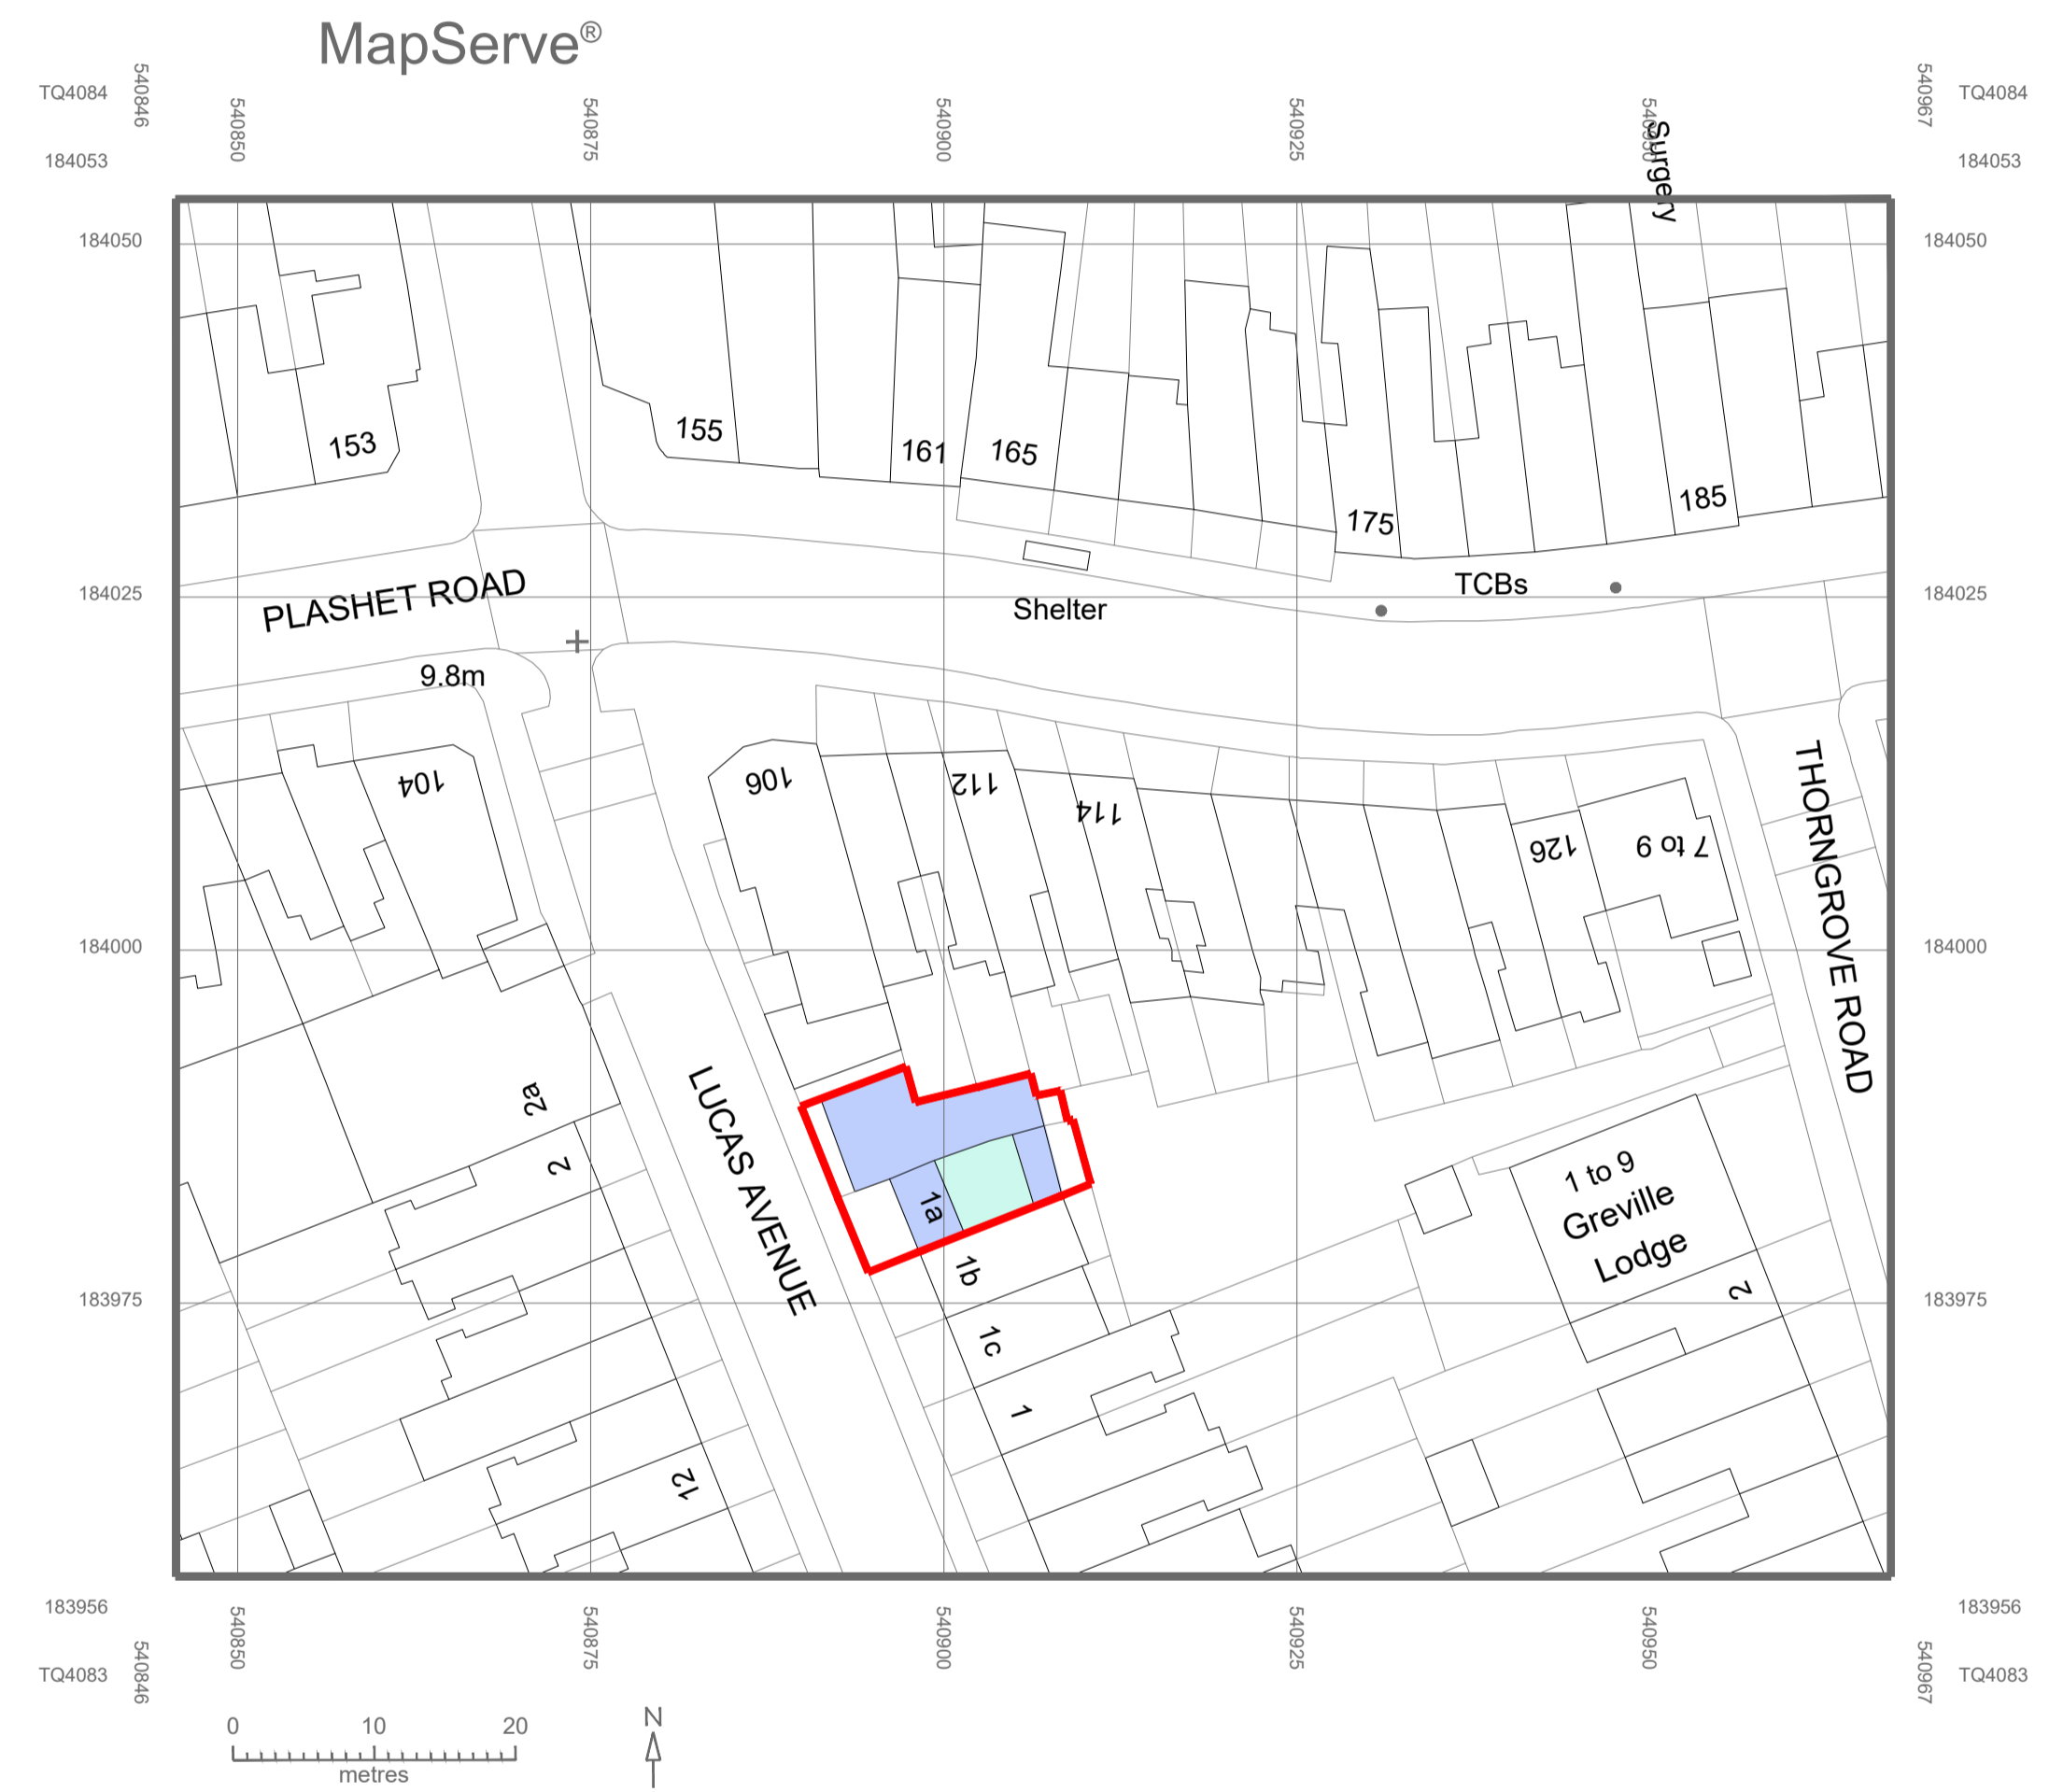 MapServe®
TQ4084
540846
540850
540875
540900
540925
540950
540967
TQ4084
184053
184053
Surgery
184050
184050
153
155
161
165
175
185
184025
PLASHET ROAD
Shelter
TCBs
184025
9.8m
104
106
112
114
126
7 to 9
THORNGROVE ROAD
184000
184000
2a
2
LUCAS AVENUE
1a
1b
1c
1
12
1 to 9
Greville
Lodge
2
183975
183975
183956
183956
TQ4083
540846
540850
540875
540900
540925
540950
540967
TQ4083
0 10 20
metres
N